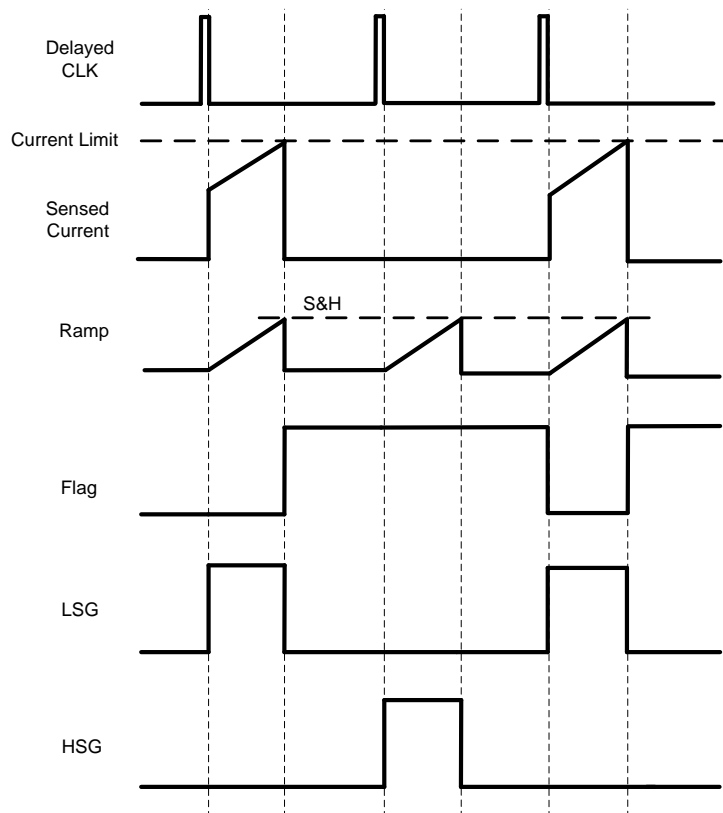 Delayed
CLK
Current Limit
Sensed
Current
S&H
Ramp
Flag
LSG
HSG